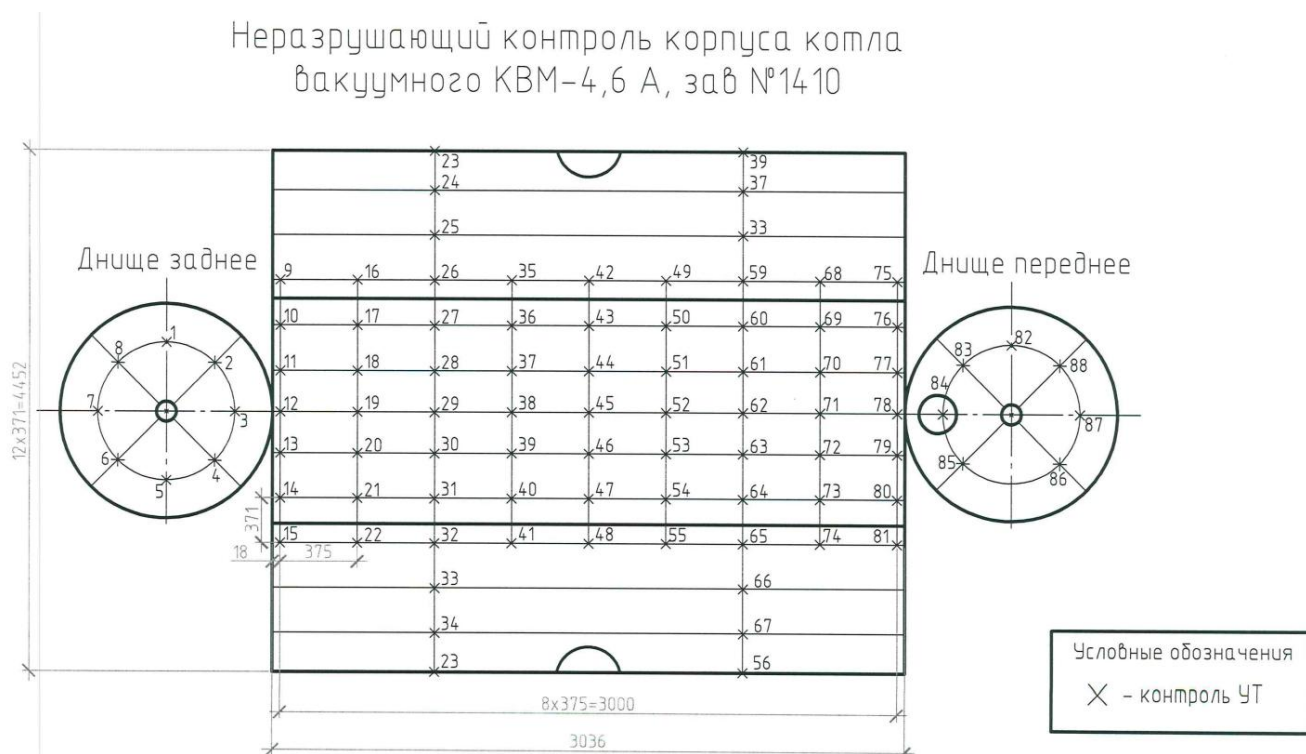 Неразрушающий контроль корпуса котла
вакуумного КВМ-4,6 А, зав №1410
23 39
24 37
25 33
Днище заднее
Днище переднее
9 16 26 35 42 49 59 68 75
10 17 27 36 43 50 60 69 76
1 82
8 2 11 18 28 37 44 51 61 70 77 83 88
7 3 12 19 29 38 45 52 62 71 78 84 87
6 4 13 20 30 39 46 53 63 72 79 85 86
5 14 21 31 40 47 54 64 73 80
12x371=4452
371
15 22 32 41 48 55 65 74 81
18 375
33 66
34 67
23 56
8x375=3000
3036
Условные обозначения
X - контроль УТ